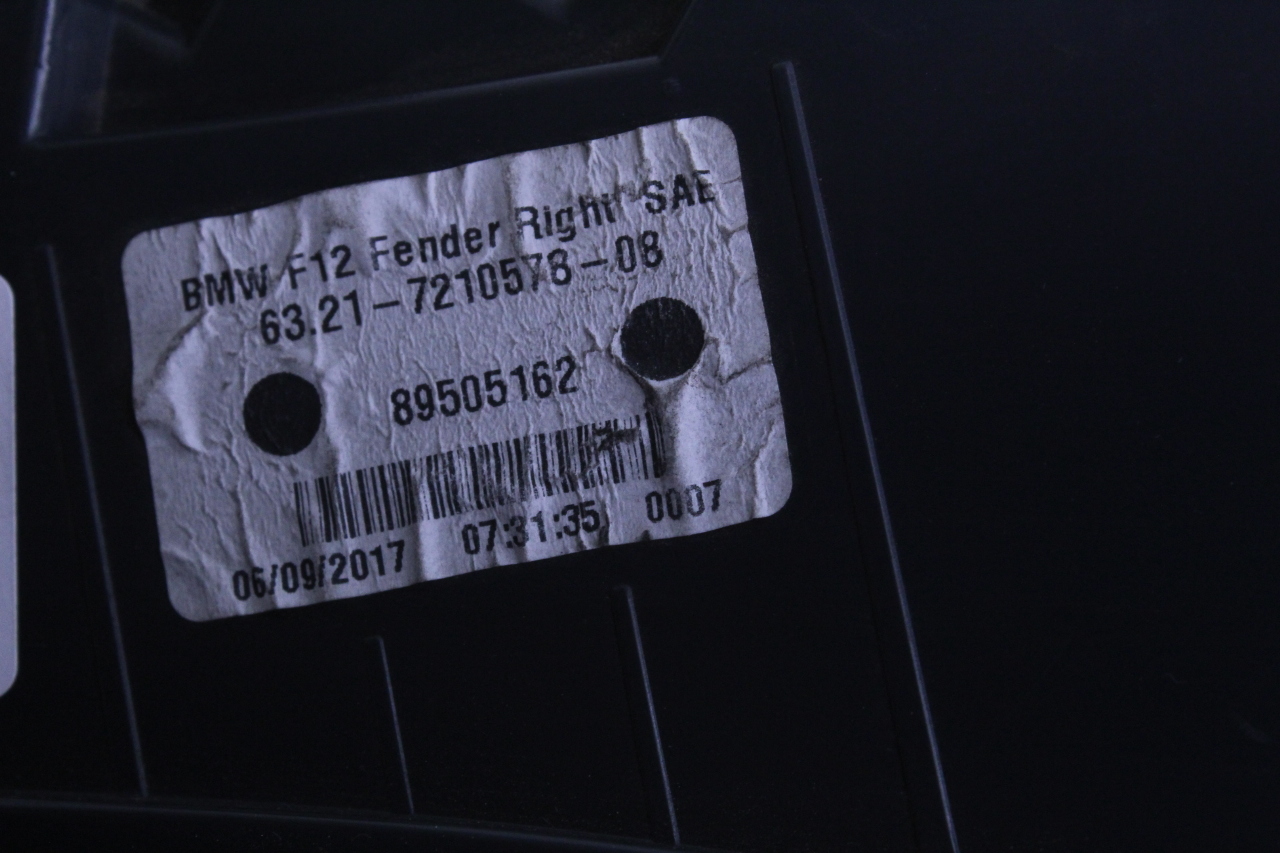 BMW F12 Fender Right SAE
63.21-7210578-08
89505162
06/09/2017 07:31:35 0007